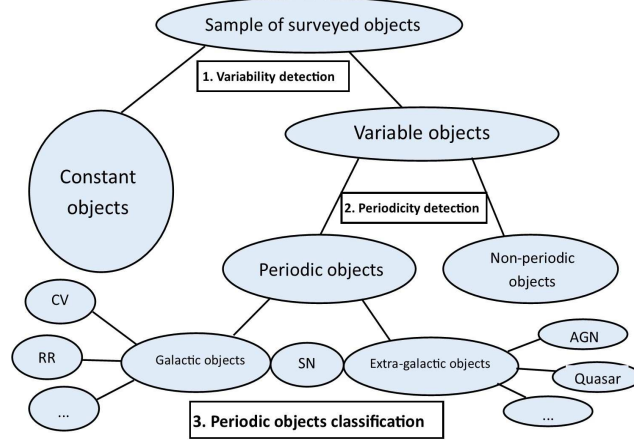 Sample of surveyed objects
1. Variability detection
Variable objects
Constant
objects
2. Periodicity detection
Periodic objects
Non-periodic
objects
CV
RR
...
Galactic objects
SN
Extra-galactic objects
AGN
Quasar
...
3. Periodic objects classification